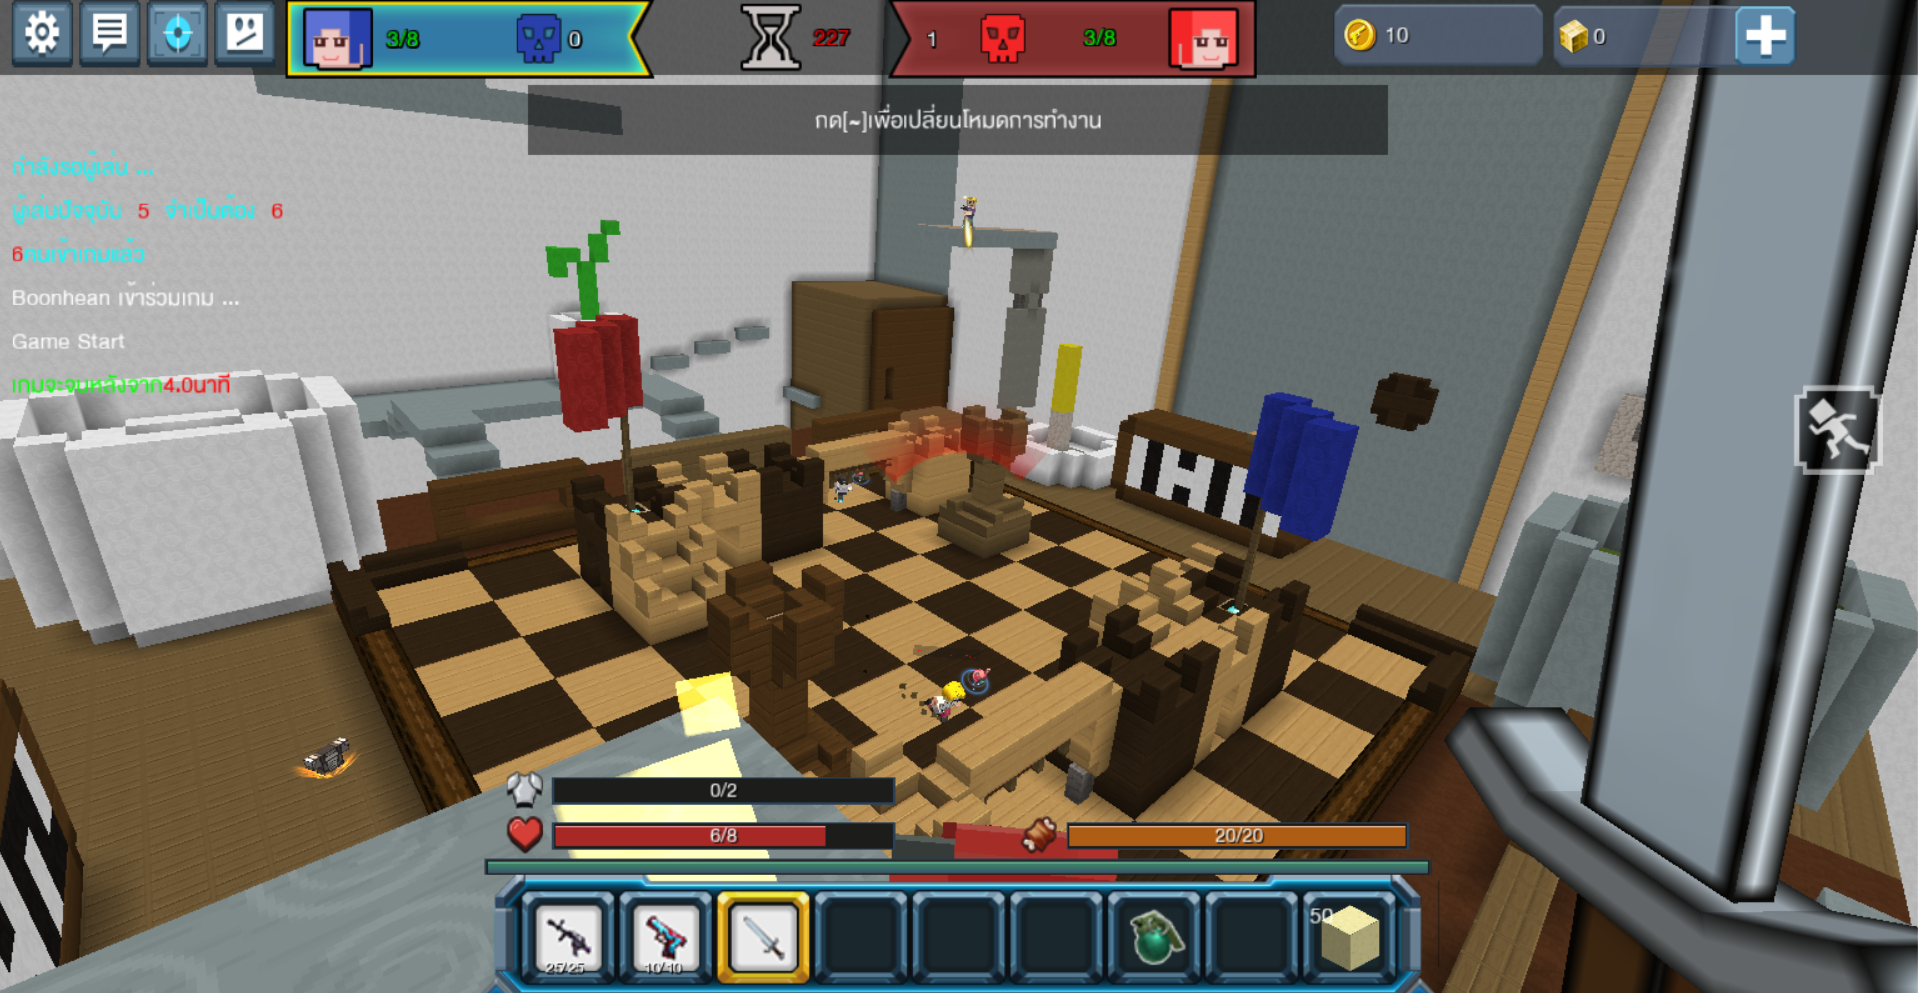 3/8
0
227
1
3/8
10
0
กด[~]เพื่อเปลี่ยนโหมดการทำงาน
กำลังรอผู้เล่น ...
ผู้เล่นปัจจุบัน 5 จำเป็นต้อง 6
6คนเข้าเกมแล้ว
Boonhean เข้าร่วมเกม ...
Game Start
เกมจะจบหลังจาก4.0นาที
0/2
6/8
20/20
25/25
10/10
50